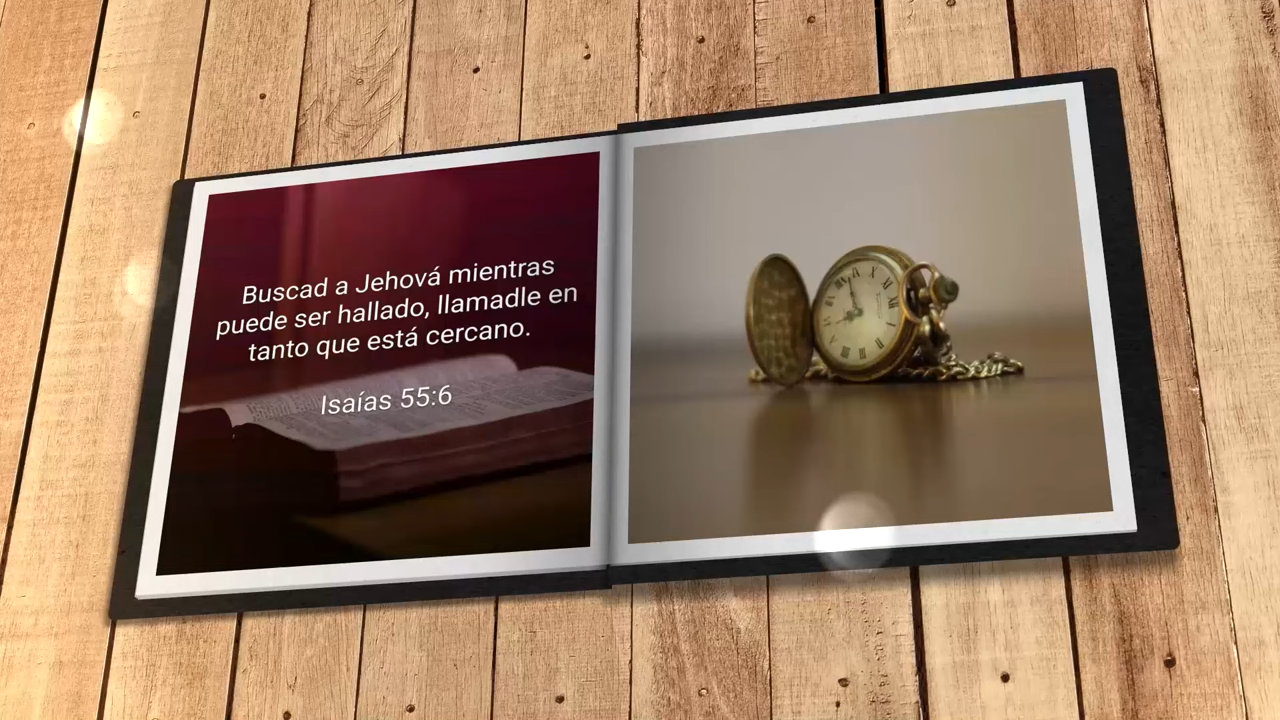 Buscad a Jehová mientras
puede ser hallado, llamadle en
tanto que está cercano.
Isaías 55:6